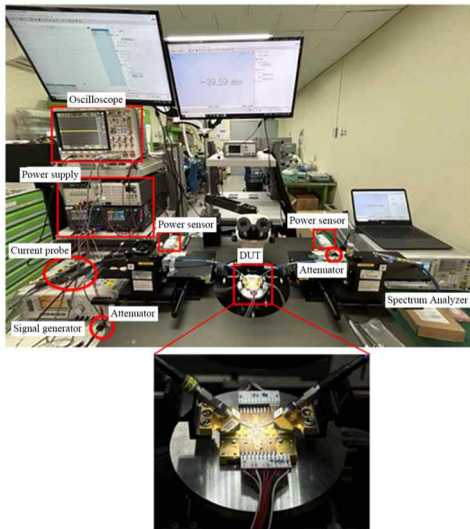 -39.59 dBm
Oscilloscope
Power supply
Power sensor
Power sensor
Current probe
DUT
Attenuator
Attenuator
Signal generator
Spectrum Analyzer